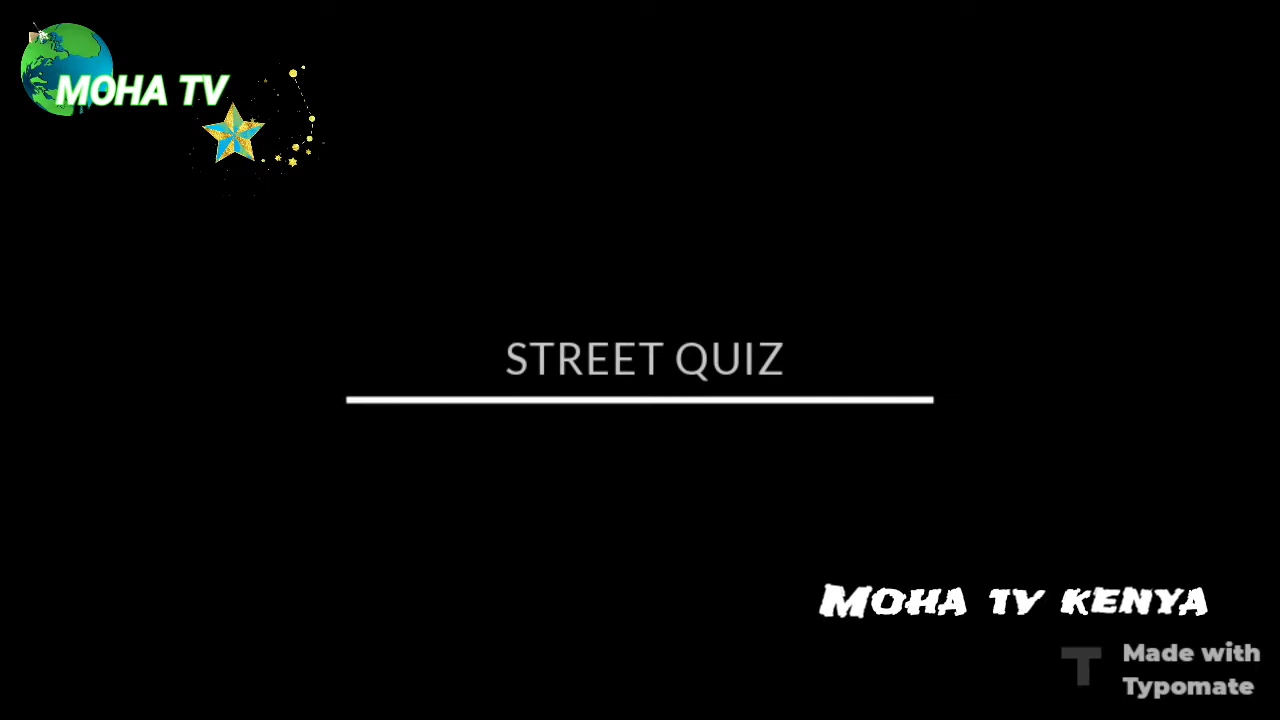 MOHA TV
STREET QUIZ
MOHA TV KENYA
Made with
Typomate